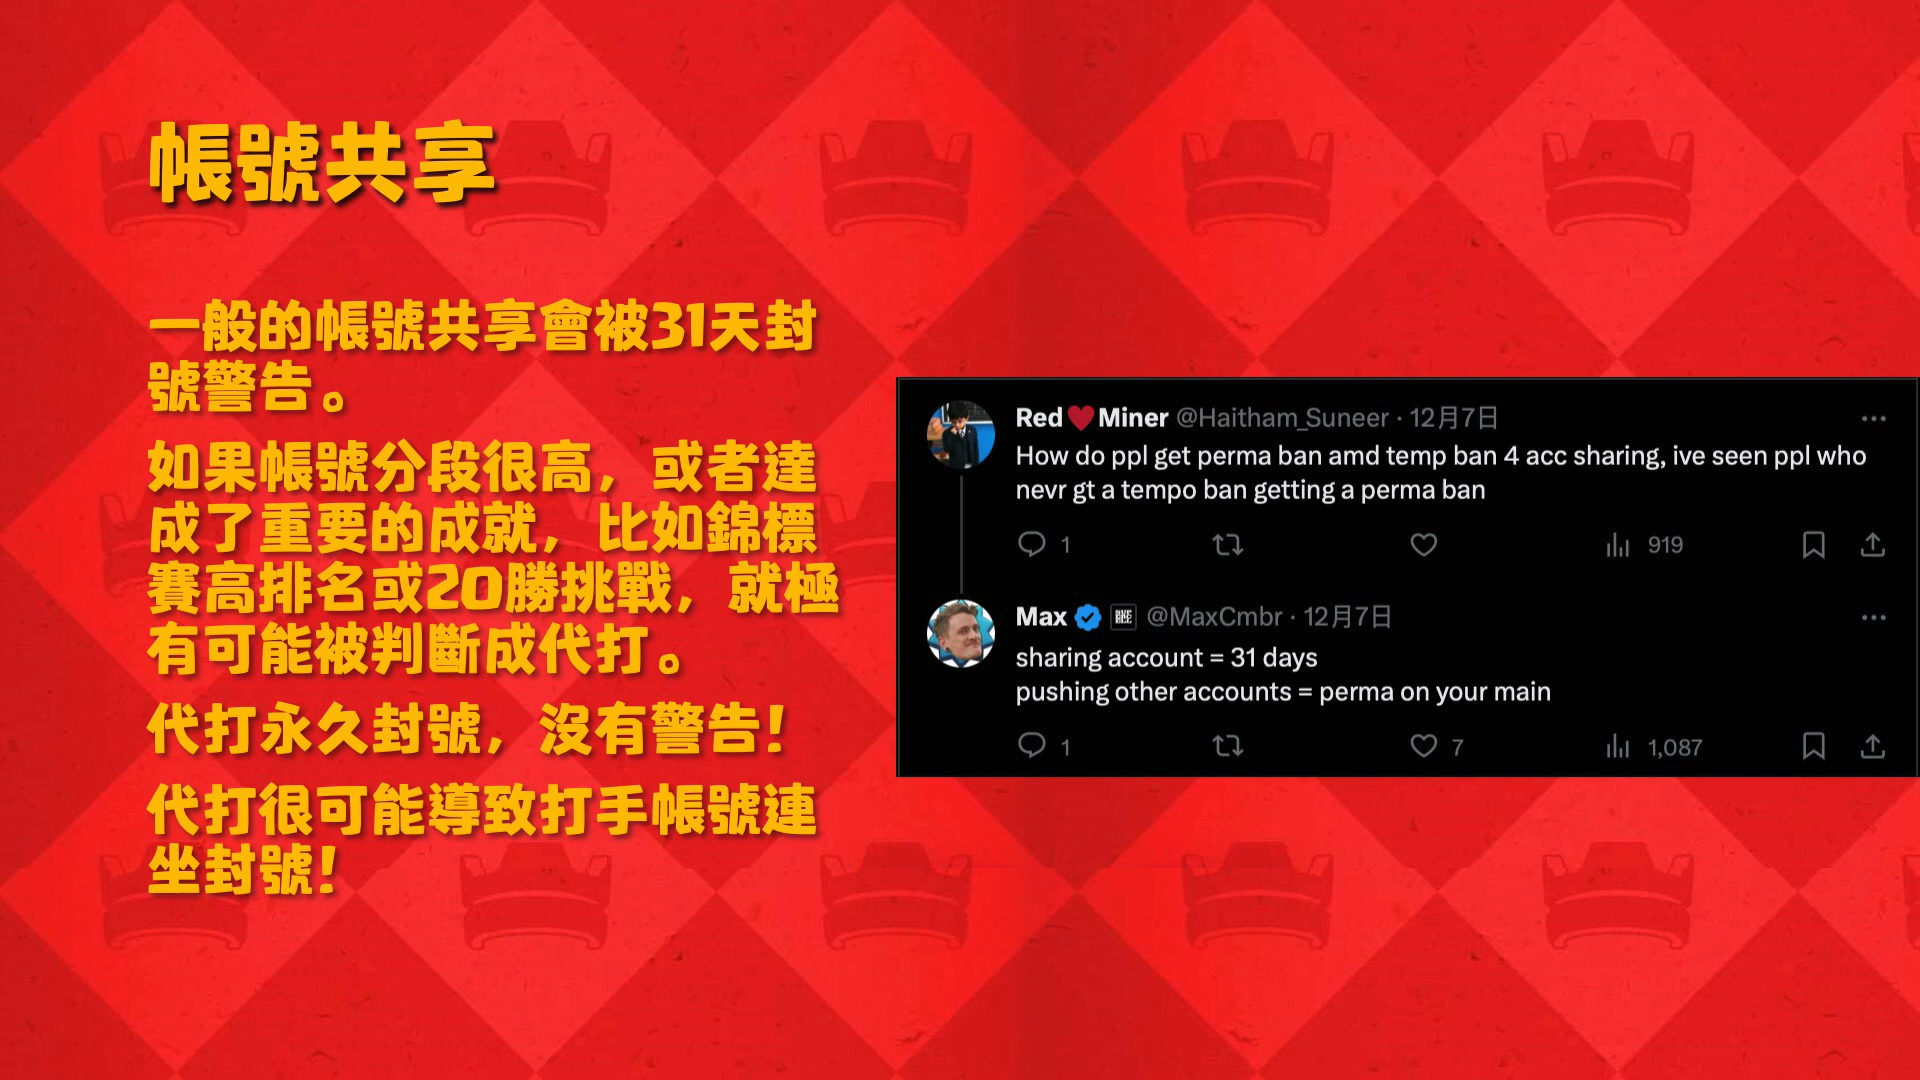 帳號共享
一般的帳號共享會被31天封
號警告。
如果帳號分段很高，或者達
成了重要的成就，比如錦標
賽高排名或20勝挑戰，就極
有可能被判斷成代打。
代打永久封號，沒有警告！
代打很可能導致打手帳號連
坐封號！
Red❤️Miner @Haitham_Suneer · 12月7日
How do ppl get perma ban amd temp ban 4 acc sharing, ive seen ppl who
nevr gt a tempo ban getting a perma ban
1 919
Max @MaxCmbr · 12月7日
sharing account = 31 days
pushing other accounts = perma on your main
1 7 1,087